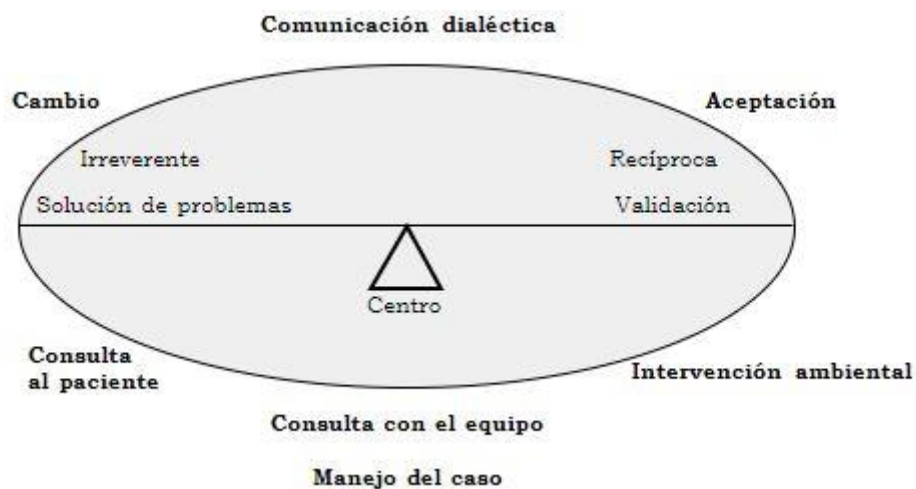 Comunicación dialéctica
Cambio
Aceptación
Irreverente
Recíproca
Solución de problemas
Validación
Centro
Consulta
al paciente
Intervención ambiental
Consulta con el equipo
Manejo del caso